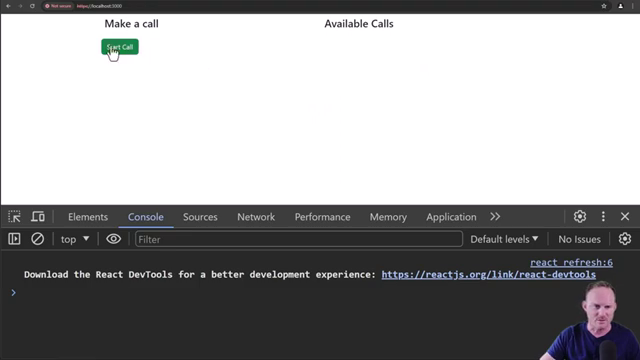 Not secure https://localhost:3000
Make a call
Available Calls
Start Call
Elements Console Sources Network Performance Memory Application
top Filter Default levels No Issues
react refresh:6
Download the React DevTools for a better development experience: https://reactjs.org/link/react-devtools